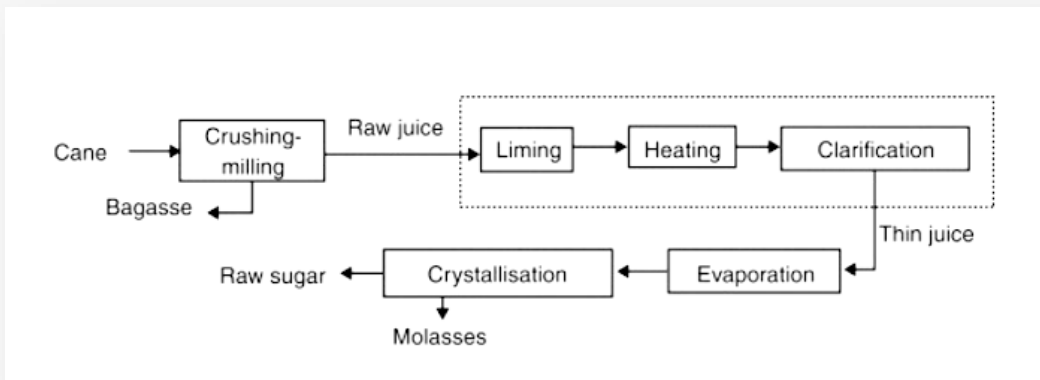 Cane
Crushing-
milling
Bagasse
Raw juice
Liming
Heating
Clarification
Thin juice
Evaporation
Crystallisation
Raw sugar
Molasses